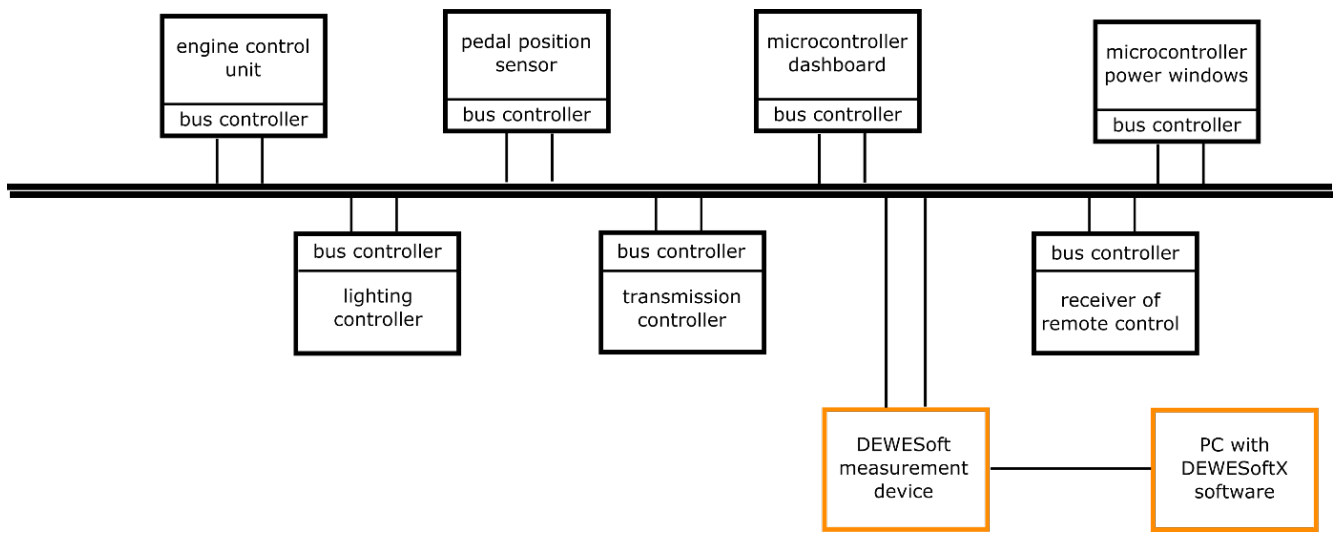 engine control
unit
bus controller
pedal position
sensor
bus controller
microcontroller
dashboard
bus controller
microcontroller
power windows
bus controller
bus controller
lighting
controller
bus controller
transmission
controller
bus controller
receiver of
remote control
DEWESoft
measurement
device
PC with
DEWESoftX
software